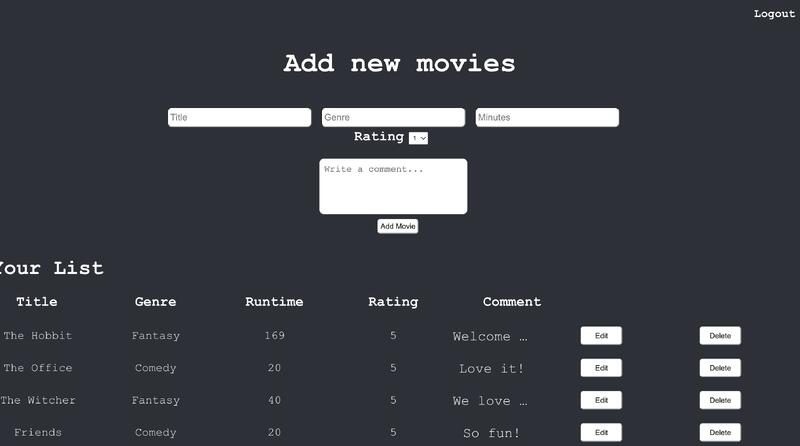 Logout
Add new movies
Title Genre Minutes
Rating 1
Write a comment...
Add Movie
Your List
Title Genre Runtime Rating Comment
The Hobbit Fantasy 169 5 Welcome … Edit Delete
The Office Comedy 20 5 Love it! Edit Delete
The Witcher Fantasy 40 5 We love … Edit Delete
Friends Comedy 20 5 So fun! Edit Delete